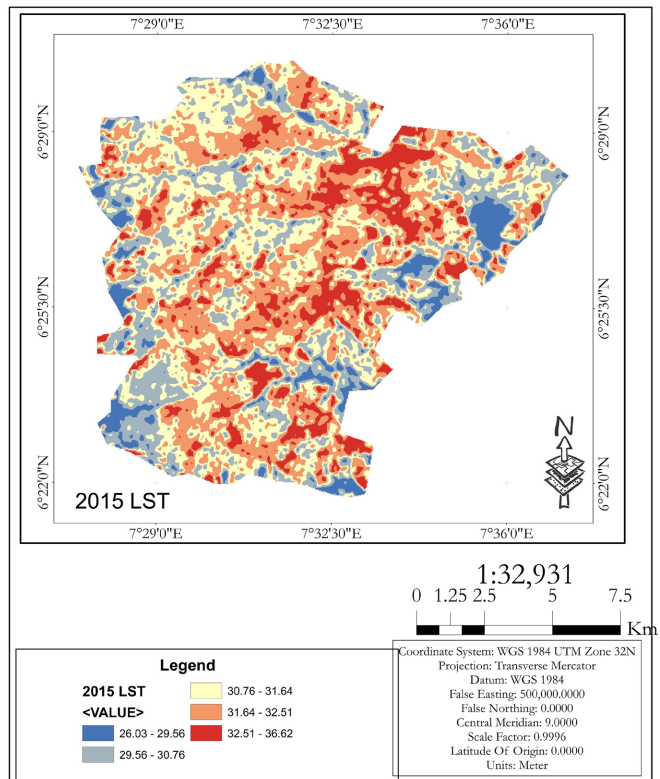 7°29'0"E 7°32'30"E 7°36'0"E
6°29'0"N 6°29'0"N
6°25'30"N 6°25'30"N
6°22'0"N 6°22'0"N
N
2015 LST
7°29'0"E 7°32'30"E 7°36'0"E
1:32,931
0 1.25 2.5 5 7.5
Km
Coordinate System: WGS 1984 UTM Zone 32N
Projection: Transverse Mercator
Datum: WGS 1984
False Easting: 500,000.0000
False Northing: 0.0000
Central Meridian: 9.0000
Scale Factor: 0.9996
Latitude Of Origin: 0.0000
Units: Meter
Legend
2015 LST
<VALUE>
26.03 - 29.56
29.56 - 30.76
30.76 - 31.64
31.64 - 32.51
32.51 - 36.62